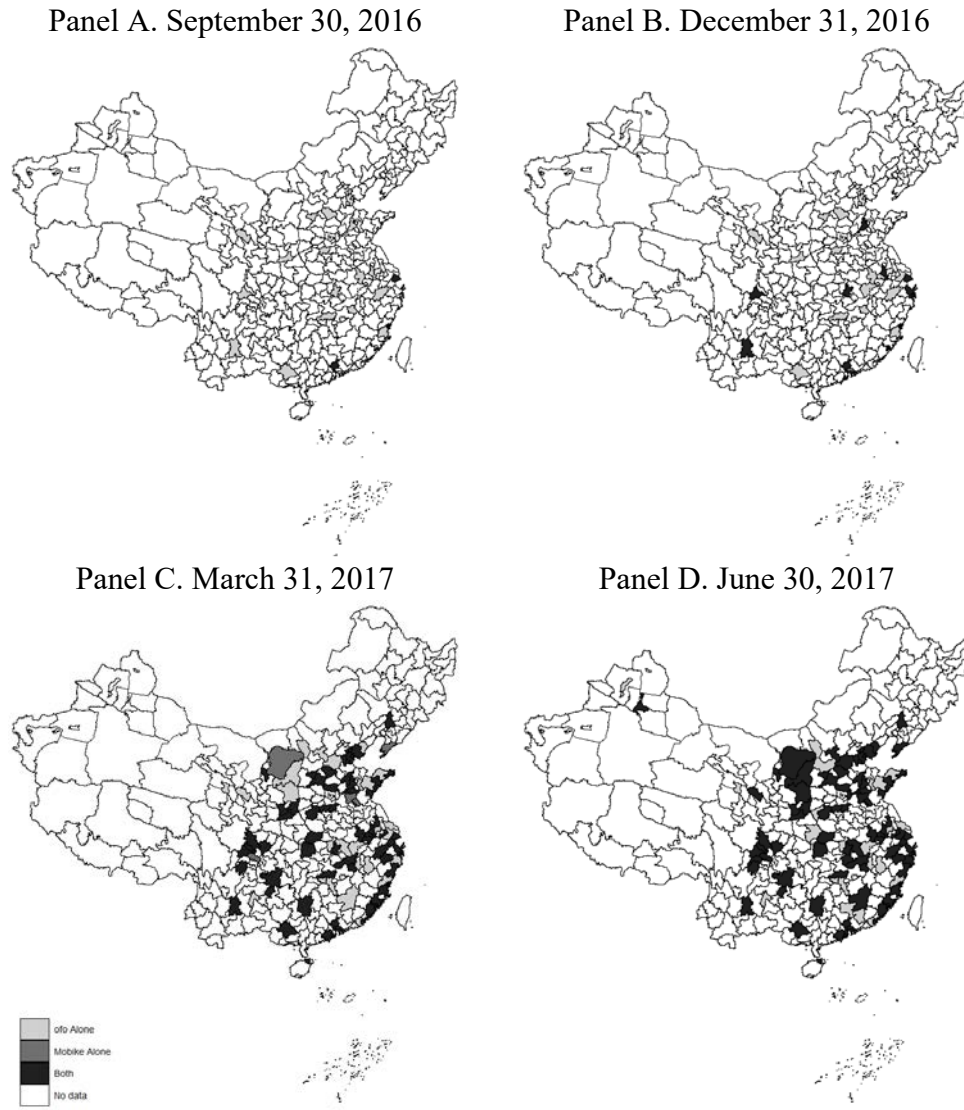 Panel A. September 30, 2016
Panel B. December 31, 2016
Panel C. March 31, 2017
Panel D. June 30, 2017
ofo Alone
Mobike Alone
Both
No data